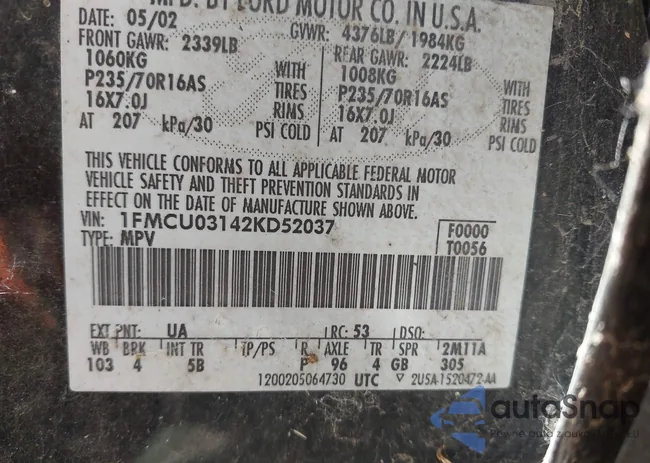 MFD. BY FORD MOTOR CO. IN U.S.A.
DATE: 05/02 GVWR: 4376LB/1984KG
FRONT GAWR: 2339LB REAR GAWR: 2224LB
1060KG WITH 1008KG WITH
P235/70R16AS TIRES P235/70R16AS TIRES
16X7.0J RIMS 16X7.0J RIMS
AT 207 kPa/30 PSI COLD AT 207 kPa/30 PSI COLD
THIS VEHICLE CONFORMS TO ALL APPLICABLE FEDERAL MOTOR
VEHICLE SAFETY AND THEFT PREVENTION STANDARDS IN
EFFECT ON THE DATE OF MANUFACTURE SHOWN ABOVE.
VIN: 1FMCU03142KD52037 F0000
TYPE: MPV T0056
EXT PNT: UA RC: 53 DSO:
WB BRK INT TR TP/PS R AXLE TR SPR 2M11A
103 4 5B P 96 4 GB 305
1200205064730 UTC ▽ 2U5A-1520472-AA
autoSnap